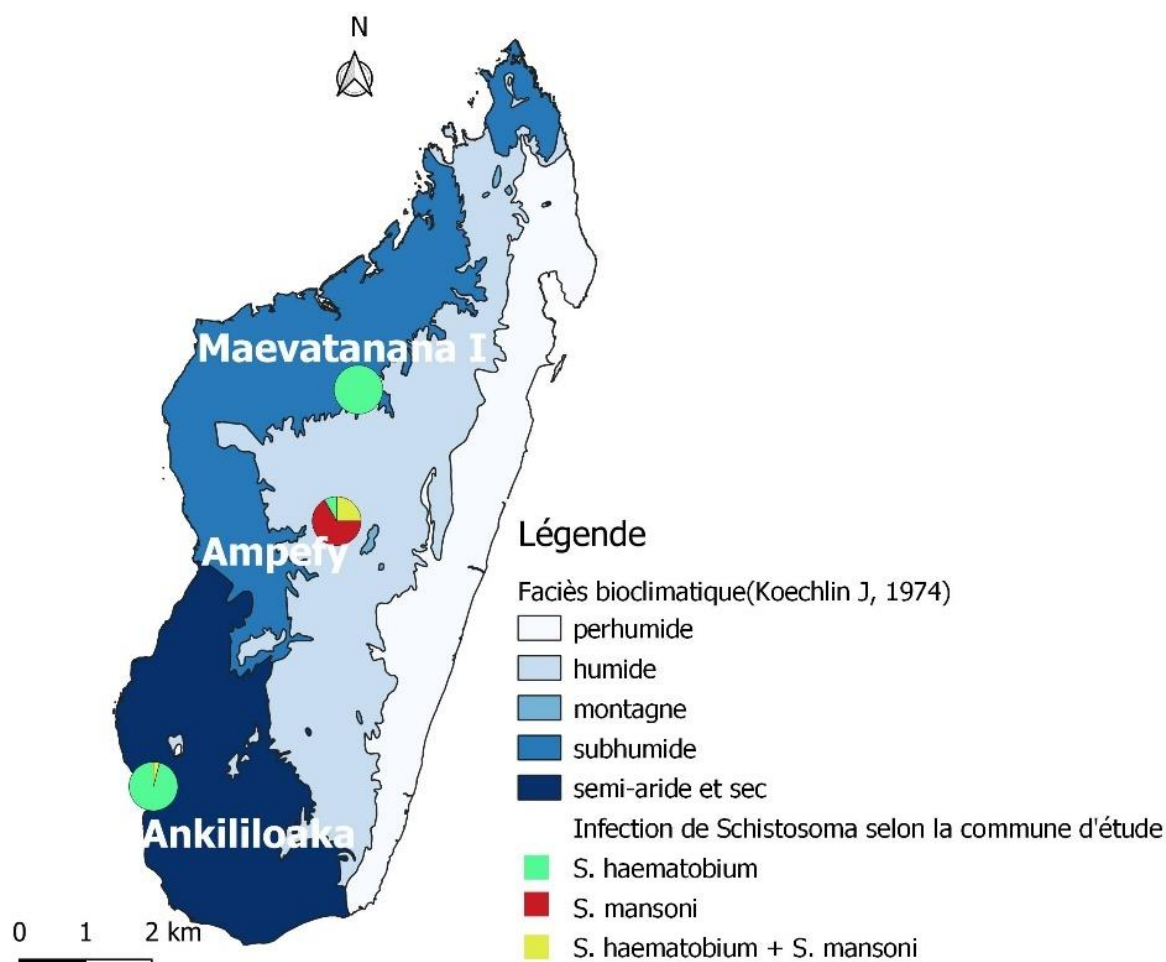 N
Maevatanana I
Ampefy
Ankililoaka
0 1 2 km
Légende
Faciès bioclimatique(Koechlin J, 1974)
perhumide
humide
montagne
subhumide
semi-aride et sec
Infection de Schistosoma selon la commune d'étude
S. haematobium
S. mansoni
S. haematobium + S. mansoni